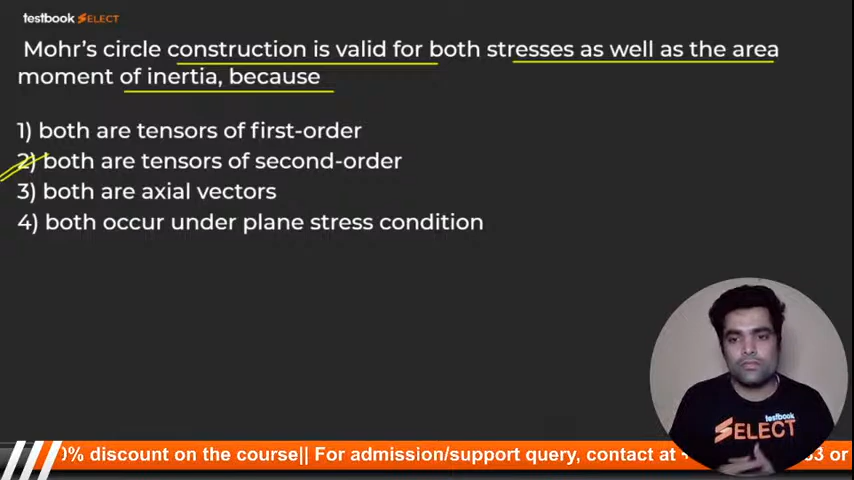 testbook SELECT
Mohr's circle construction is valid for both stresses as well as the area
moment of inertia, because
1) both are tensors of first-order
2) both are tensors of second-order
3) both are axial vectors
4) both occur under plane stress condition
testbook
SELECT
0% discount on the course|| For admission/support query, contact at